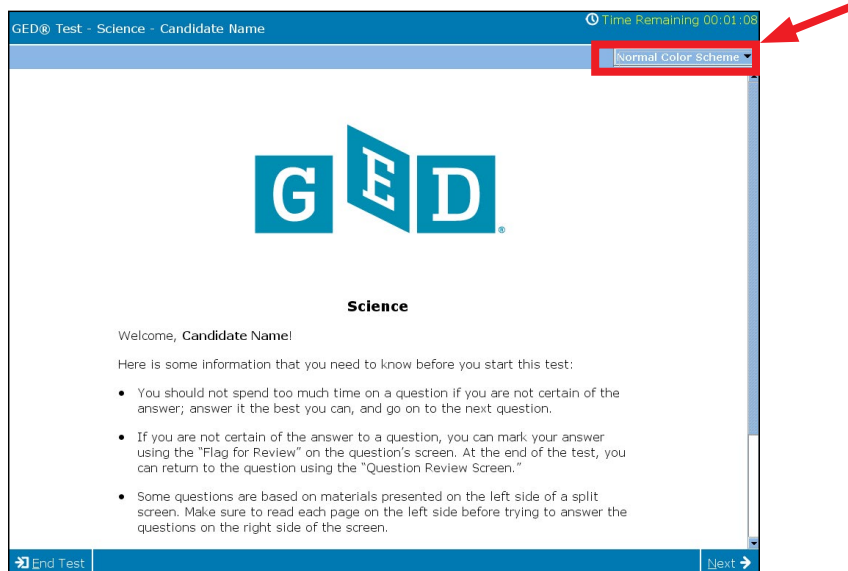 GED® Test - Science - Candidate Name
Time Remaining 00:01:08
Normal Color Scheme
GED®
Science
Welcome, Candidate Name!
Here is some information that you need to know before you start this test:
• You should not spend too much time on a question if you are not certain of the
answer; answer it the best you can, and go on to the next question.
• If you are not certain of the answer to a question, you can mark your answer
using the “Flag for Review” on the question's screen. At the end of the test, you
can return to the question using the “Question Review Screen.”
• Some questions are based on materials presented on the left side of a split
screen. Make sure to read each page on the left side before trying to answer the
questions on the right side of the screen.
End Test
Next